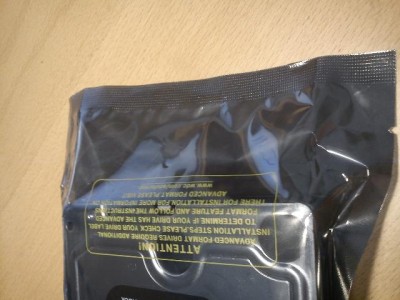 ATTENTION!
ADVANCED FORMAT DRIVES REQUIRE ADDITIONAL
INSTALLATION STEPS. PLEASE CHECK YOUR DRIVE LABEL
TO DETERMINE IF YOUR DRIVE HAS THE ADVANCED
FORMAT FEATURE AND FOLLOW THE INSTRUCTIONS
THERE FOR INSTALLATION. FOR MORE INFORMATION ON
ADVANCED FORMAT, PLEASE VISIT